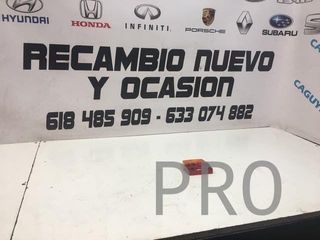 HYUNDAI
HONDA
INFINITI
PORSCHE
SUBARU
RECAMBIO NUEVO
Y OCASION
618 485 909 - 633 074 882
PRO